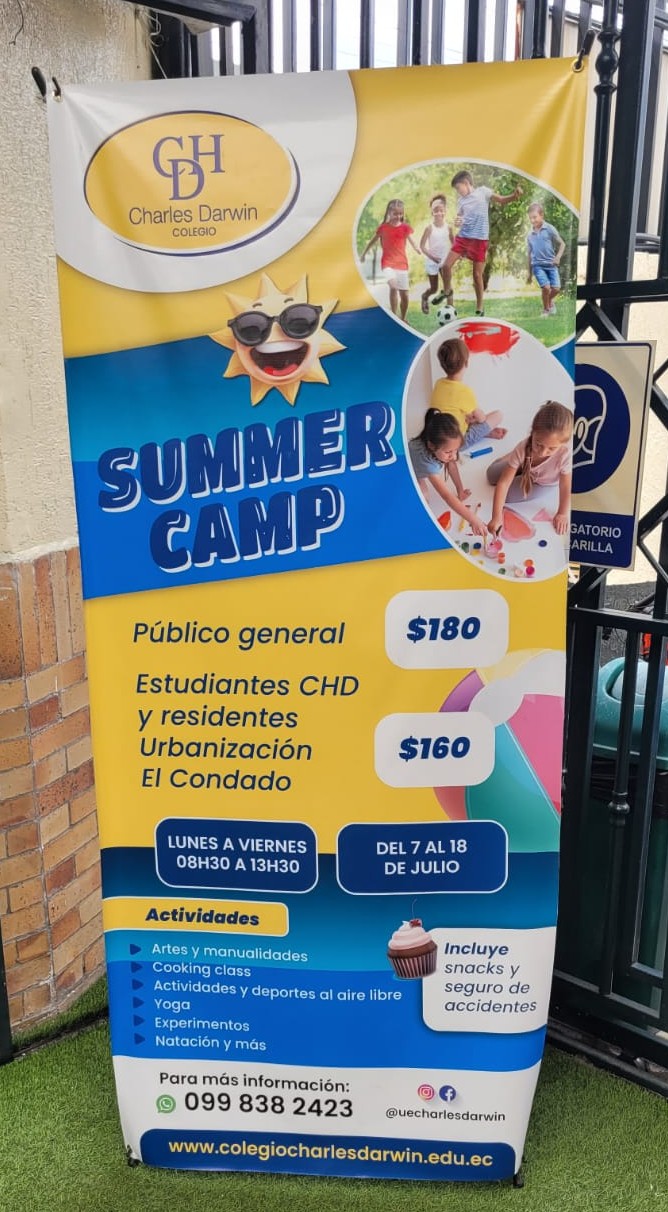 CDH
Charles Darwin
COLEGIO
SUMMER
CAMP
Público general
$180
Estudiantes CHD
y residentes
Urbanización
El Condado
$160
LUNES A VIERNES
08H30 A 13H30
DEL 7 AL 18
DE JULIO
Actividades
Artes y manualidades
Cooking class
Actividades y deportes al aire libre
Yoga
Experimentos
Natación y más
Incluye
snacks y
seguro de
accidentes
Para más información:
099 838 2423
@uecharlesdarwin
www.colegiocharlesdarwin.edu.ec
GATORIO
ARILLA